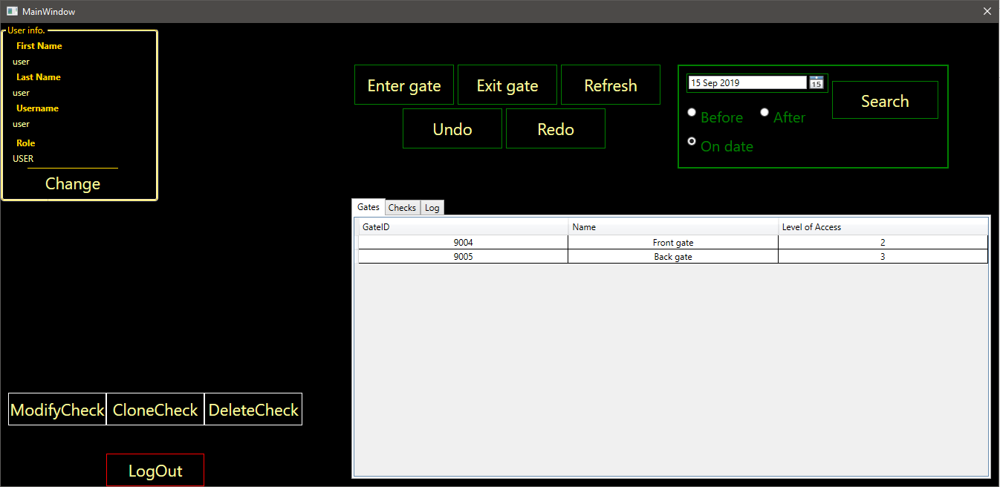 MainWindow
User info.
First Name
user
Last Name
user
Username
user
Role
USER
Change
Enter gate Exit gate Refresh
Undo Redo
15 Sep 2019 15
Search
Before After
On date
Gates Checks Log
GateID Name Level of Access
9004 Front gate 2
9005 Back gate 3
ModifyCheck CloneCheck DeleteCheck
LogOut